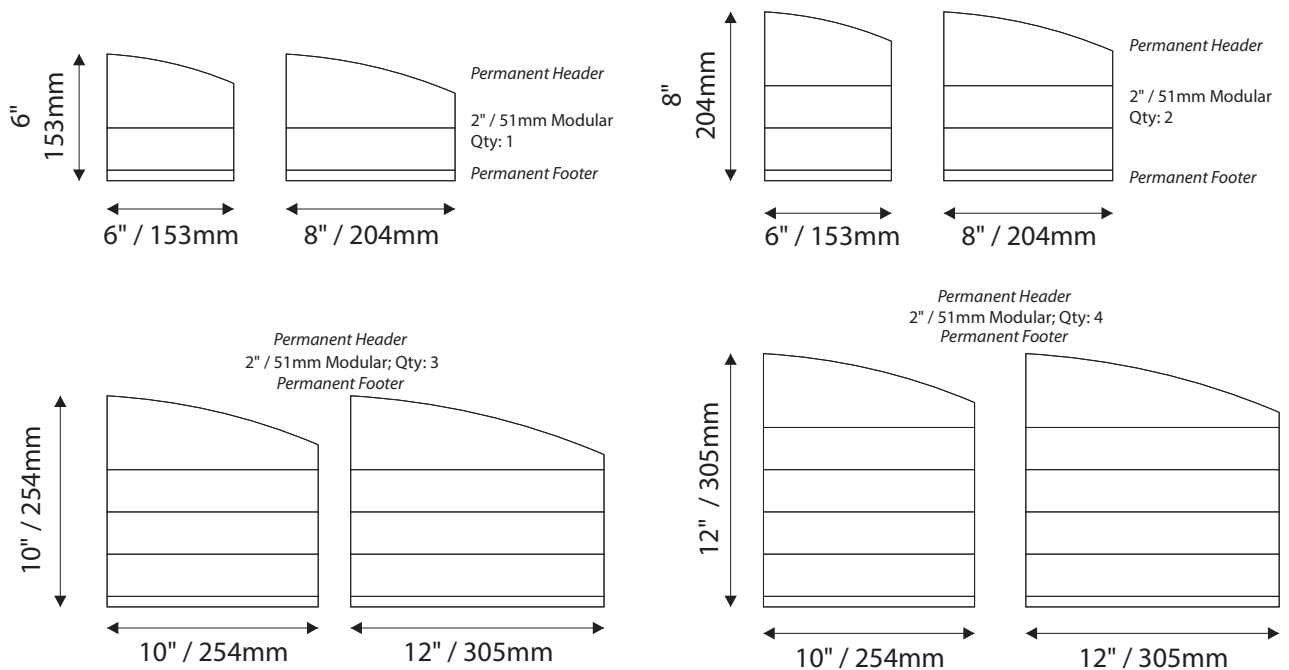 6"
153mm
Permanent Header
2" / 51mm Modular
Qty: 1
Permanent Footer
6" / 153mm
8" / 204mm
8"
204mm
Permanent Header
2" / 51mm Modular
Qty: 2
Permanent Footer
6" / 153mm
8" / 204mm
Permanent Header
2" / 51mm Modular; Qty: 3
Permanent Footer
10" / 254mm
10" / 254mm
12" / 305mm
Permanent Header
2" / 51mm Modular; Qty: 4
Permanent Footer
12" / 305mm
10" / 254mm
12" / 305mm